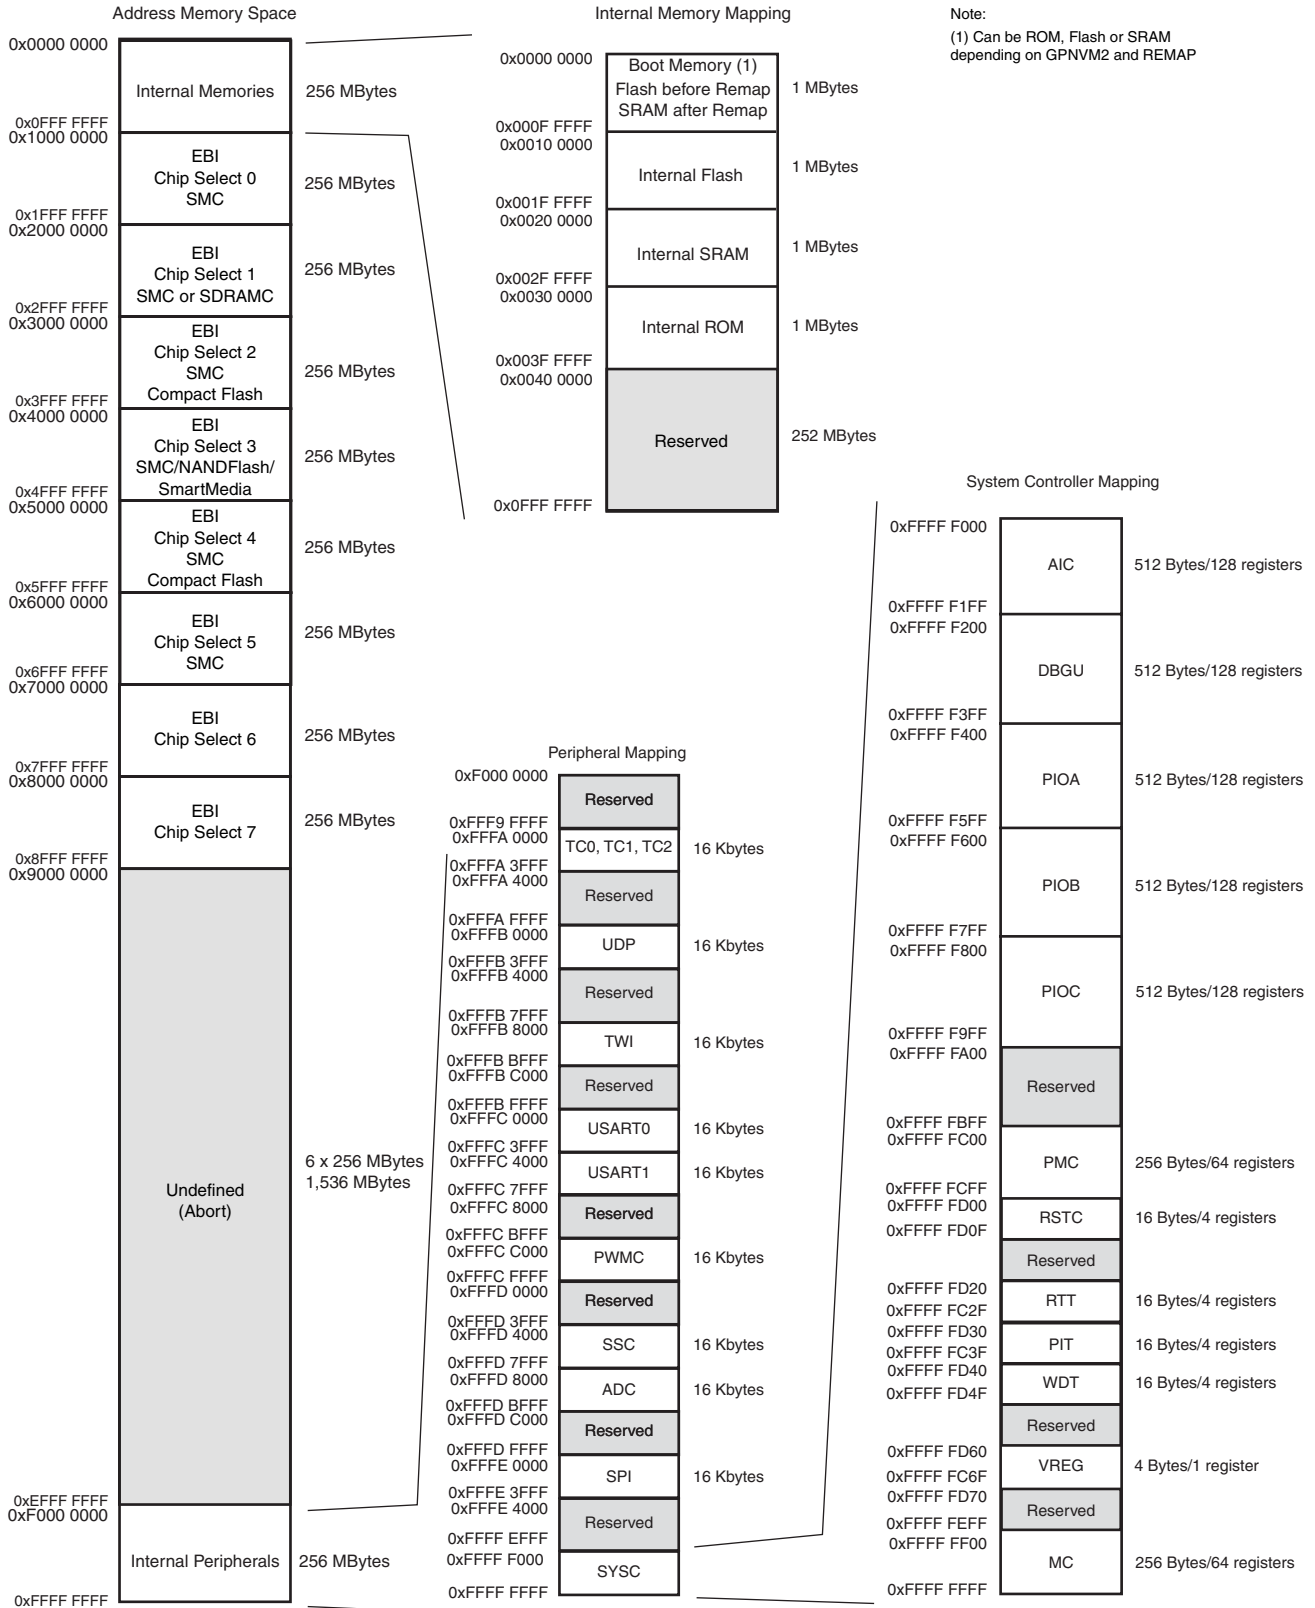 Address Memory Space
0x0000 0000
Internal Memories
256 MBytes
0x0FFF FFFF
0x1000 0000
EBI
Chip Select 0
SMC
256 MBytes
0x1FFF FFFF
0x2000 0000
EBI
Chip Select 1
SMC or SDRAMC
256 MBytes
0x2FFF FFFF
0x3000 0000
EBI
Chip Select 2
SMC
Compact Flash
256 MBytes
0x3FFF FFFF
0x4000 0000
EBI
Chip Select 3
SMC/NANDFlash/
SmartMedia
256 MBytes
0x4FFF FFFF
0x5000 0000
EBI
Chip Select 4
SMC
Compact Flash
256 MBytes
0x5FFF FFFF
0x6000 0000
EBI
Chip Select 5
SMC
256 MBytes
0x6FFF FFFF
0x7000 0000
EBI
Chip Select 6
256 MBytes
0x7FFF FFFF
0x8000 0000
EBI
Chip Select 7
256 MBytes
0x8FFF FFFF
0x9000 0000
Undefined
(Abort)
6 x 256 MBytes
1,536 MBytes
0xEFFF FFFF
0xF000 0000
Internal Peripherals
256 MBytes
0xFFFF FFFF
Internal Memory Mapping
0x0000 0000
Boot Memory (1)
Flash before Remap
SRAM after Remap
1 MBytes
0x000F FFFF
0x0010 0000
Internal Flash
1 MBytes
0x001F FFFF
0x0020 0000
Internal SRAM
1 MBytes
0x002F FFFF
0x0030 0000
Internal ROM
1 MBytes
0x003F FFFF
0x0040 0000
Reserved
252 MBytes
0x0FFF FFFF
Note:
(1) Can be ROM, Flash or SRAM
depending on GPNVM2 and REMAP
Peripheral Mapping
0xF000 0000
Reserved
0xFFF9 FFFF
0xFFFA 0000
TC0, TC1, TC2
16 Kbytes
0xFFFA 3FFF
0xFFFA 4000
Reserved
0xFFFA FFFF
0xFFFB 0000
UDP
16 Kbytes
0xFFFB 3FFF
0xFFFB 4000
Reserved
0xFFFB 7FFF
0xFFFB 8000
TWI
16 Kbytes
0xFFFB BFFF
0xFFFB C000
Reserved
0xFFFB FFFF
0xFFFC 0000
USART0
16 Kbytes
0xFFFC 3FFF
0xFFFC 4000
USART1
16 Kbytes
0xFFFC 7FFF
0xFFFC 8000
Reserved
0xFFFC BFFF
0xFFFC C000
PWMC
16 Kbytes
0xFFFC FFFF
0xFFFD 0000
Reserved
0xFFFD 3FFF
0xFFFD 4000
SSC
16 Kbytes
0xFFFD 7FFF
0xFFFD 8000
ADC
16 Kbytes
0xFFFD BFFF
0xFFFD C000
Reserved
0xFFFD FFFF
0xFFFE 0000
SPI
16 Kbytes
0xFFFE 3FFF
0xFFFE 4000
Reserved
0xFFFF EFFF
0xFFFF F000
SYSC
0xFFFF FFFF
System Controller Mapping
0xFFFF F000
AIC
512 Bytes/128 registers
0xFFFF F1FF
0xFFFF F200
DBGU
512 Bytes/128 registers
0xFFFF F3FF
0xFFFF F400
PIOA
512 Bytes/128 registers
0xFFFF F5FF
0xFFFF F600
PIOB
512 Bytes/128 registers
0xFFFF F7FF
0xFFFF F800
PIOC
512 Bytes/128 registers
0xFFFF F9FF
0xFFFF FA00
Reserved
0xFFFF FBFF
0xFFFF FC00
PMC
256 Bytes/64 registers
0xFFFF FCFF
0xFFFF FD00
RSTC
16 Bytes/4 registers
0xFFFF FD0F
Reserved
0xFFFF FD20
RTT
16 Bytes/4 registers
0xFFFF FC2F
0xFFFF FD30
PIT
16 Bytes/4 registers
0xFFFF FC3F
0xFFFF FD40
WDT
16 Bytes/4 registers
0xFFFF FD4F
Reserved
0xFFFF FD60
VREG
4 Bytes/1 register
0xFFFF FC6F
0xFFFF FD70
Reserved
0xFFFF FEFF
0xFFFF FF00
MC
256 Bytes/64 registers
0xFFFF FFFF